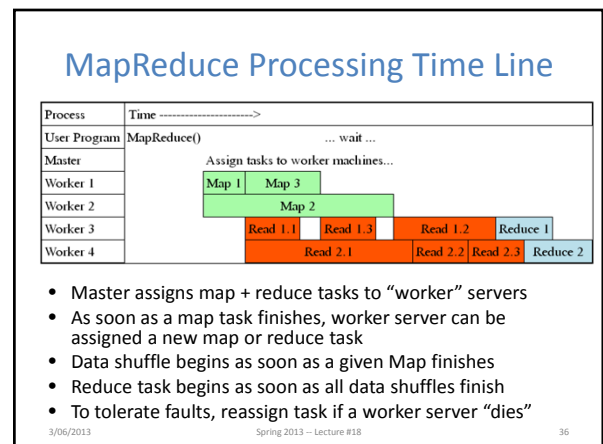 MapReduce Processing Time Line
Process Time ---------------------->
User Program MapReduce() ... wait ...
Master Assign tasks to worker machines...
Worker 1 Map 1 Map 3
Worker 2 Map 2
Worker 3 Read 1.1 Read 1.3 Read 1.2 Reduce 1
Worker 4 Read 2.1 Read 2.2 Read 2.3 Reduce 2
• Master assigns map + reduce tasks to “worker” servers
• As soon as a map task finishes, worker server can be
assigned a new map or reduce task
• Data shuffle begins as soon as a given Map finishes
• Reduce task begins as soon as all data shuffles finish
• To tolerate faults, reassign task if a worker server “dies”
3/06/2013 Spring 2013 -- Lecture #18 36